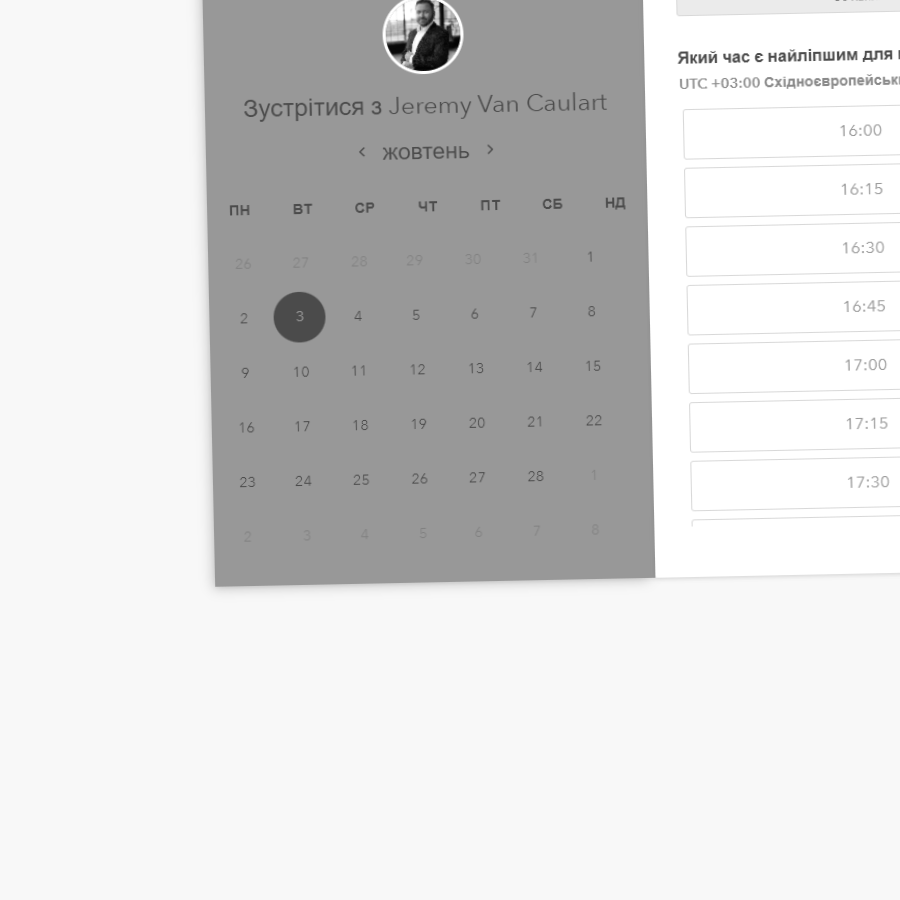 Зустрітися з Jeremy Van Caulart
< жовтень >
ПН ВТ СР ЧТ ПТ СБ НД
26 27 28 29 30 31 1
2 3 4 5 6 7 8
9 10 11 12 13 14 15
16 17 18 19 20 21 22
23 24 25 26 27 28 1
2 3 4 5 6 7 8
Який час є найліпшим для
UTC +03:00 Східноєвропейськ
16:00
16:15
16:30
16:45
17:00
17:15
17:30